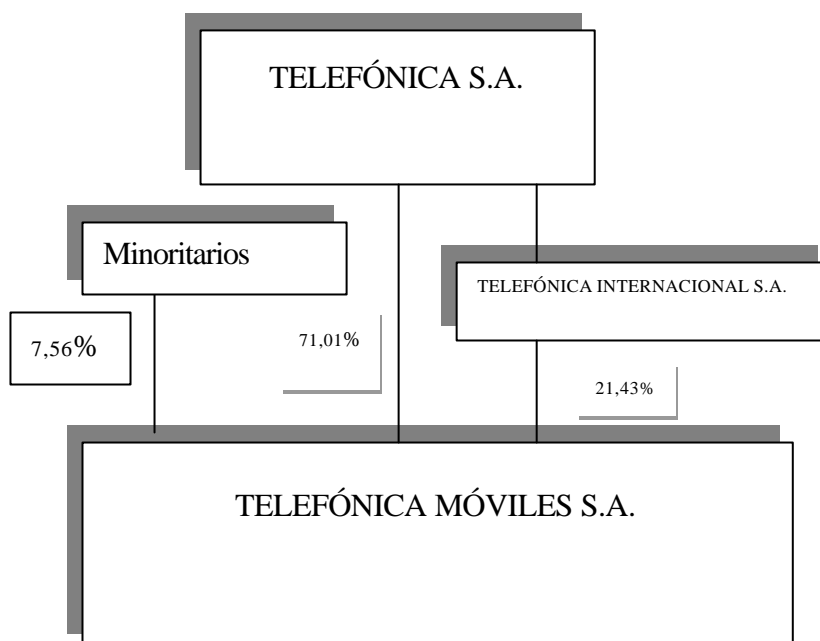 TELEFÓNICA S.A.
Minoritarios
TELEFÓNICA INTERNACIONAL S.A.
7,56%
71,01%
21,43%
TELEFÓNICA MÓVILES S.A.